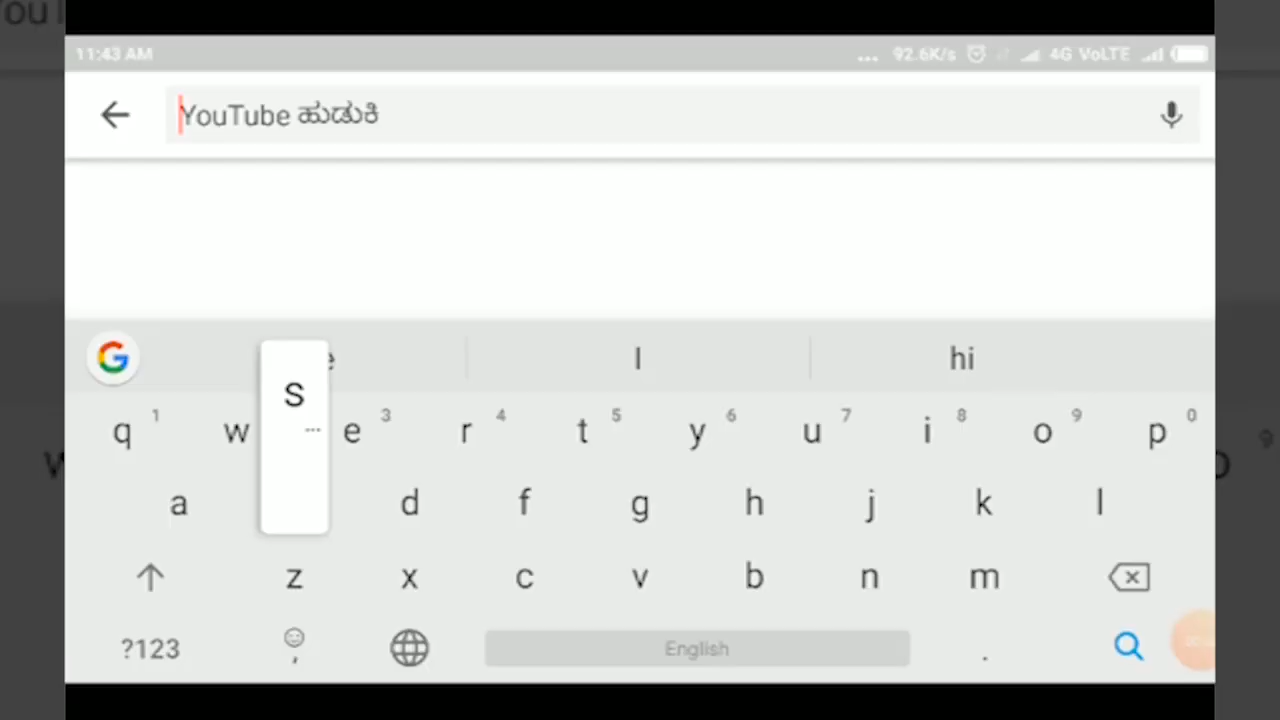 11:43 AM ... 92.6K/s 4G VoLTE
YouTube ಹುಡುಕಿ
G I hi
q 1 w e 3 r 4 t 5 y 6 u 7 i 8 o 9 p 0
S
a d f g h j k l
z x c v b n m
?123 , English .